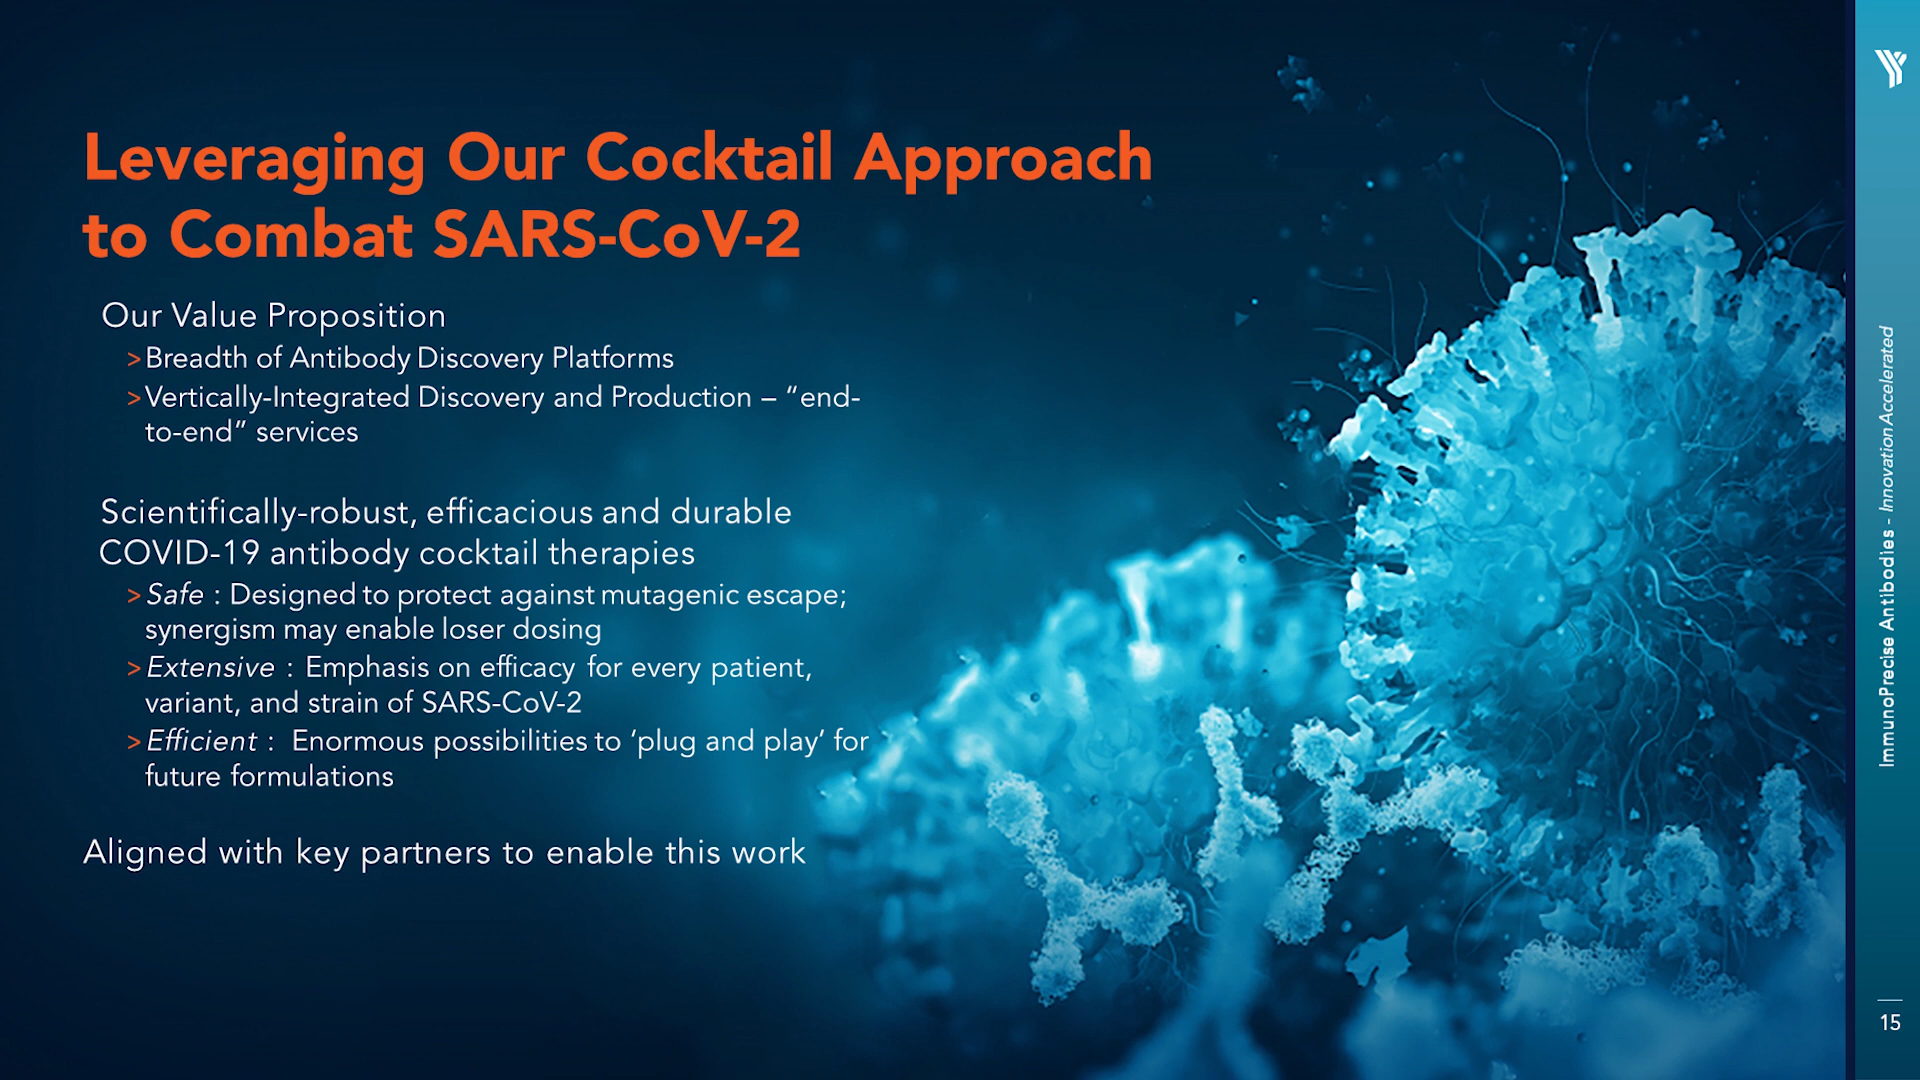 Leveraging Our Cocktail Approach
to Combat SARS-CoV-2
Our Value Proposition
>Breadth of Antibody Discovery Platforms
>Vertically-Integrated Discovery and Production – “end-
to-end” services
Scientifically-robust, efficacious and durable
COVID-19 antibody cocktail therapies
>Safe : Designed to protect against mutagenic escape;
synergism may enable loser dosing
>Extensive : Emphasis on efficacy for every patient,
variant, and strain of SARS-CoV-2
>Efficient : Enormous possibilities to ‘plug and play’ for
future formulations
Aligned with key partners to enable this work
ImmunoPrecise Antibodies - Innovation Accelerated
15